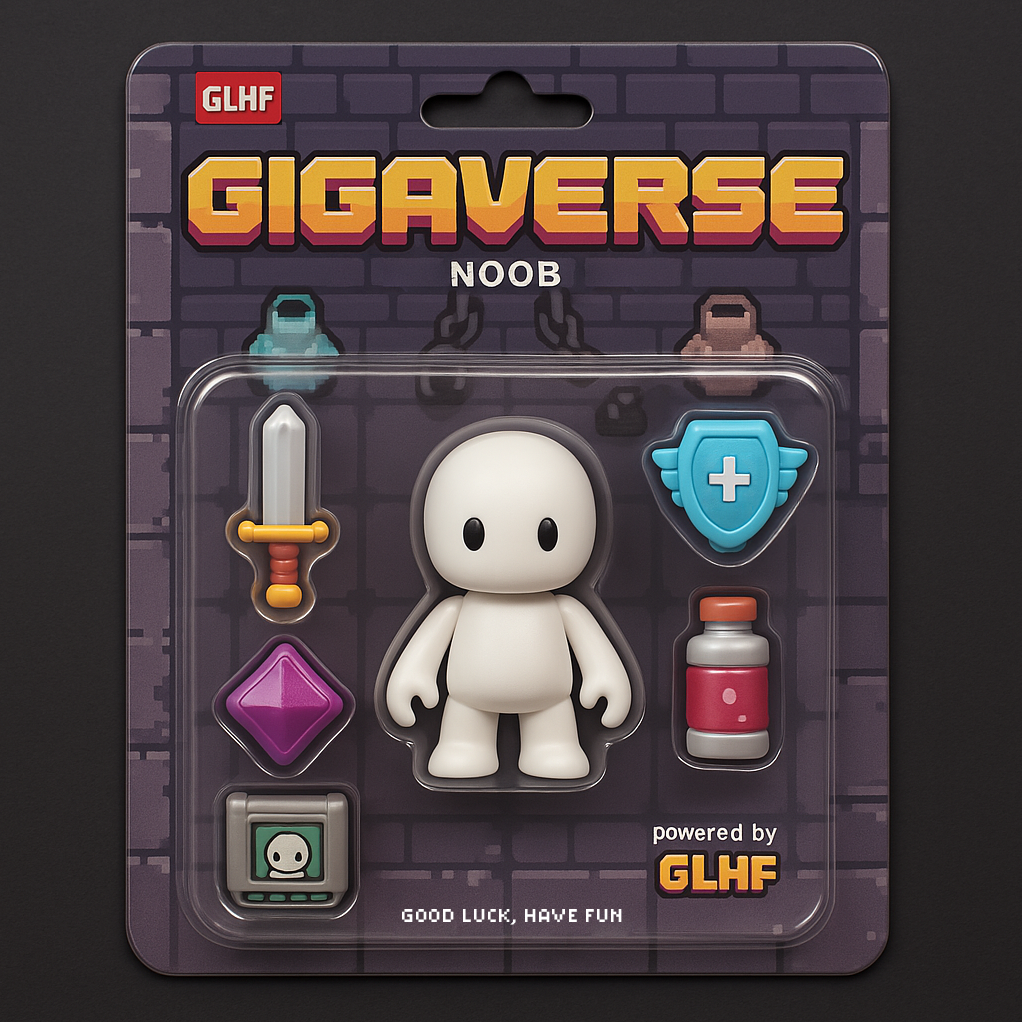 GLHF
GIGAVERSE
NOOB
powered by
GLHF
GOOD LUCK, HAVE FUN